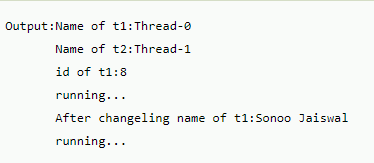 Output:Name of t1:Thread-0
Name of t2:Thread-1
id of t1:8
running...
After changeling name of t1:Sonoo Jaiswal
running...